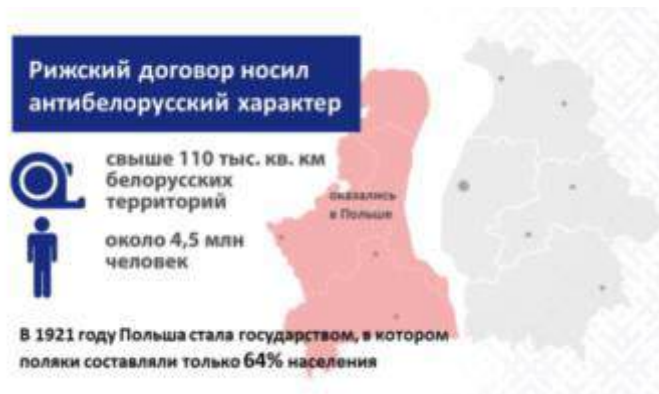 Рижский договор носил
антибелорусский характер
свыше 110 тыс. кв. км
белорусских
территорий
оказались
в Польше
около 4,5 млн
человек
В 1921 году Польша стала государством, в котором
поляки составляли только 64% населения